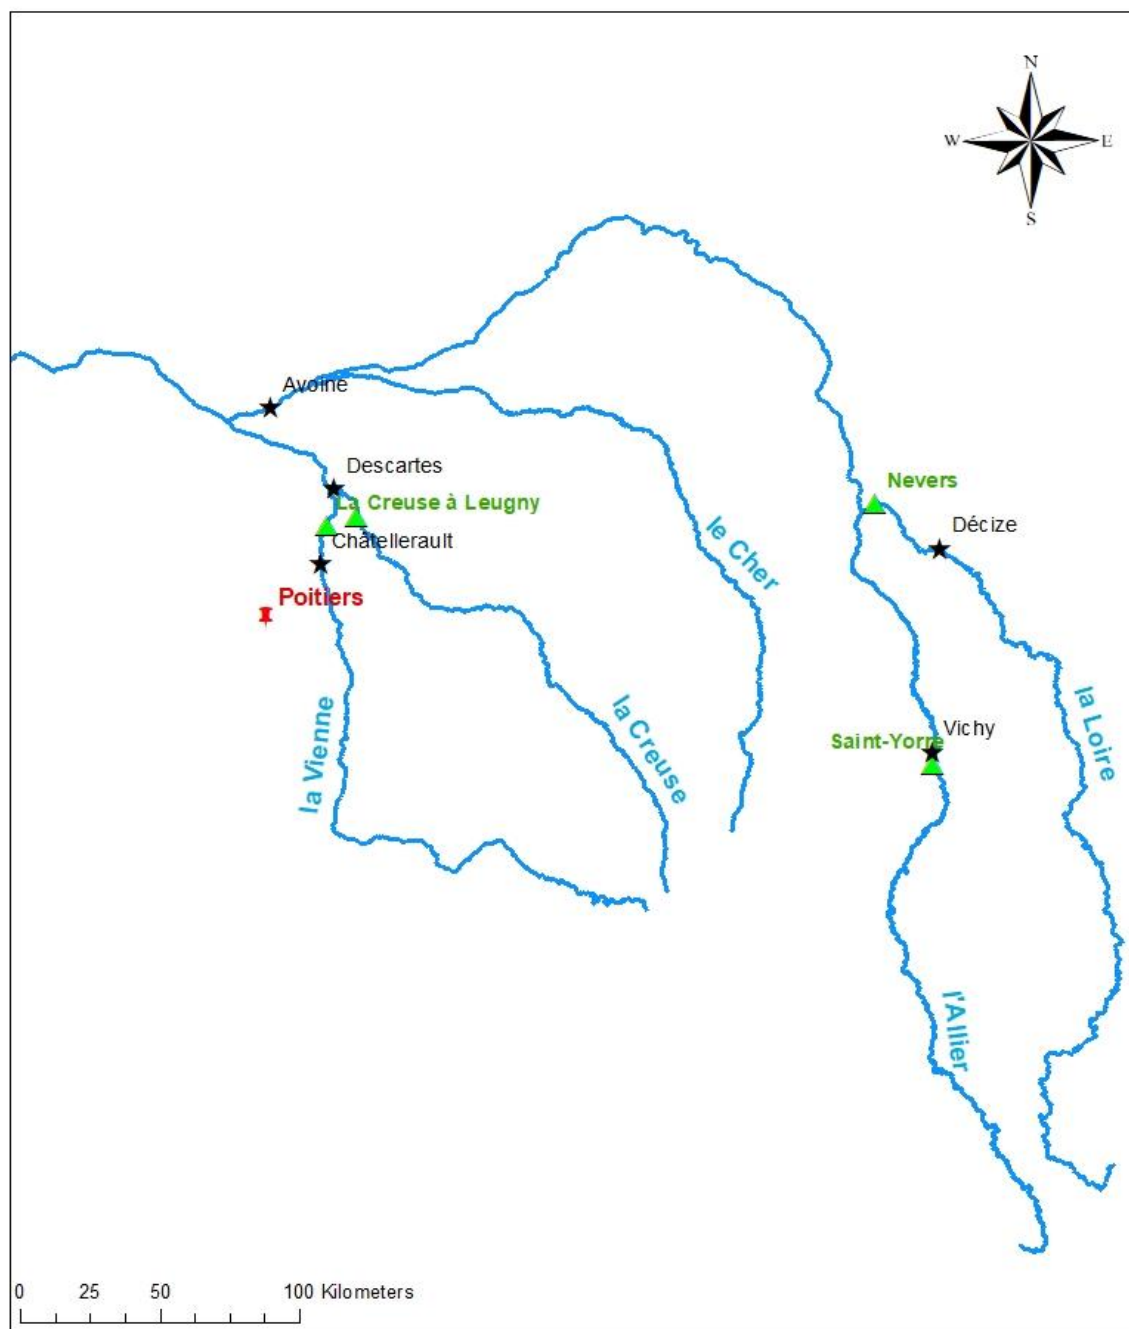 N
W
E
S
Avoine
Descartes
La Creuse à Leugny
Châtellerault
Poitiers
Nevers
Décize
le Cher
la Vienne
la Creuse
Saint-Yorre
Vichy
la Loire
l'Allier
0 25 50 100 Kilometers